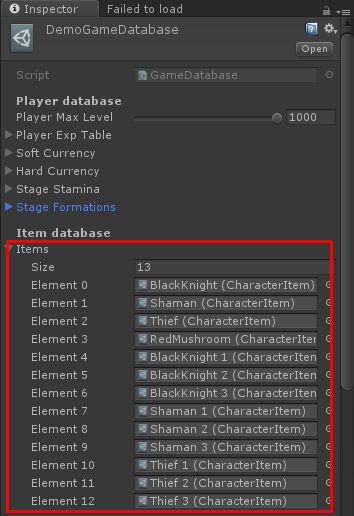 Inspector Failed to load
DemoGameDatabase
Open
Script GameDatabase
Player database
Player Max Level 1000
Player Exp Table
Soft Currency
Hard Currency
Stage Stamina
Stage Formations
Item database
Items
Size 13
Element 0 BlackKnight (CharacterItem)
Element 1 Shaman (CharacterItem)
Element 2 Thief (CharacterItem)
Element 3 RedMushroom (CharacterIter
Element 4 BlackKnight 1 (CharacterIten
Element 5 BlackKnight 2 (CharacterIten
Element 6 BlackKnight 3 (CharacterIten
Element 7 Shaman 1 (CharacterItem)
Element 8 Shaman 2 (CharacterItem)
Element 9 Shaman 3 (CharacterItem)
Element 10 Thief 1 (CharacterItem)
Element 11 Thief 2 (CharacterItem)
Element 12 Thief 3 (CharacterItem)